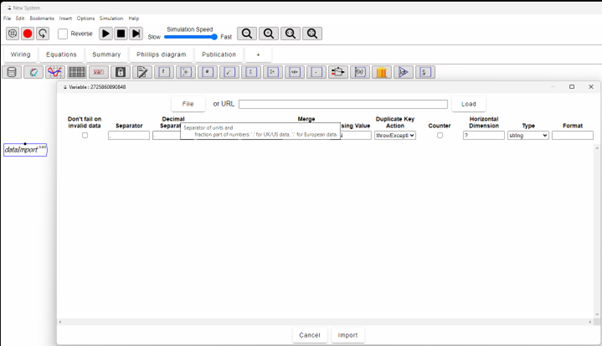 New System
File Edit Bookmarks Insert Options Simulation Help
Reverse
Simulation Speed
Slow
Fast
Wiring Equations Summary Phillips diagram Publication +
Variable : 2725860890848
File or URL Load
Don't fail on invalid data
Separator
Decimal
Separator
Merge
Missing Value
Duplicate Key Action
Counter
Horizontal Dimension
Type
Format
throwExcepti
?
string
Separator of units and
fraction part of numbers '.' for UK/US data, ',' for European data.
dataImport
Cancel Import